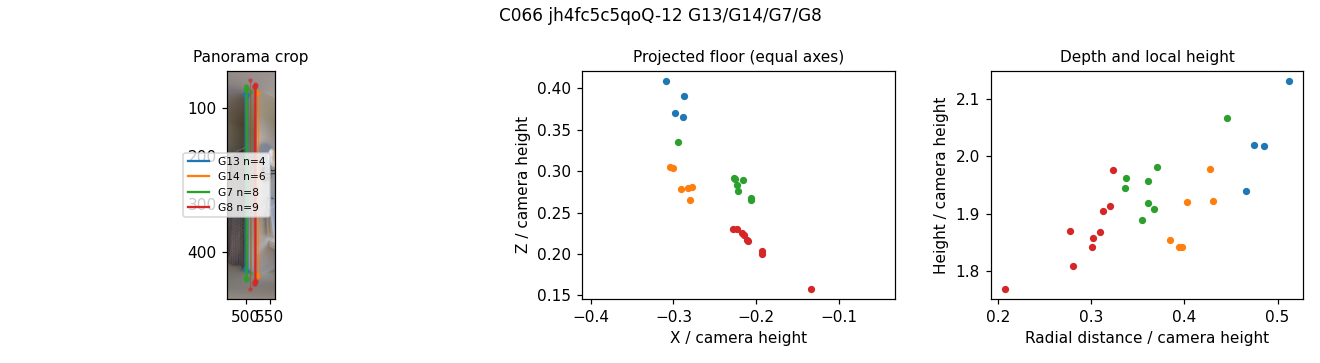 C066 jh4fc5c5qoQ-12 G13/G14/G7/G8
Panorama crop
100
200
300
400
500
550
G13 n=4
G14 n=6
G7 n=8
G8 n=9
Projected floor (equal axes)
Z / camera height
0.40
0.35
0.30
0.25
0.20
0.15
−0.4
−0.3
−0.2
−0.1
X / camera height
Depth and local height
Height / camera height
2.1
2.0
1.9
1.8
0.2
0.3
0.4
0.5
Radial distance / camera height